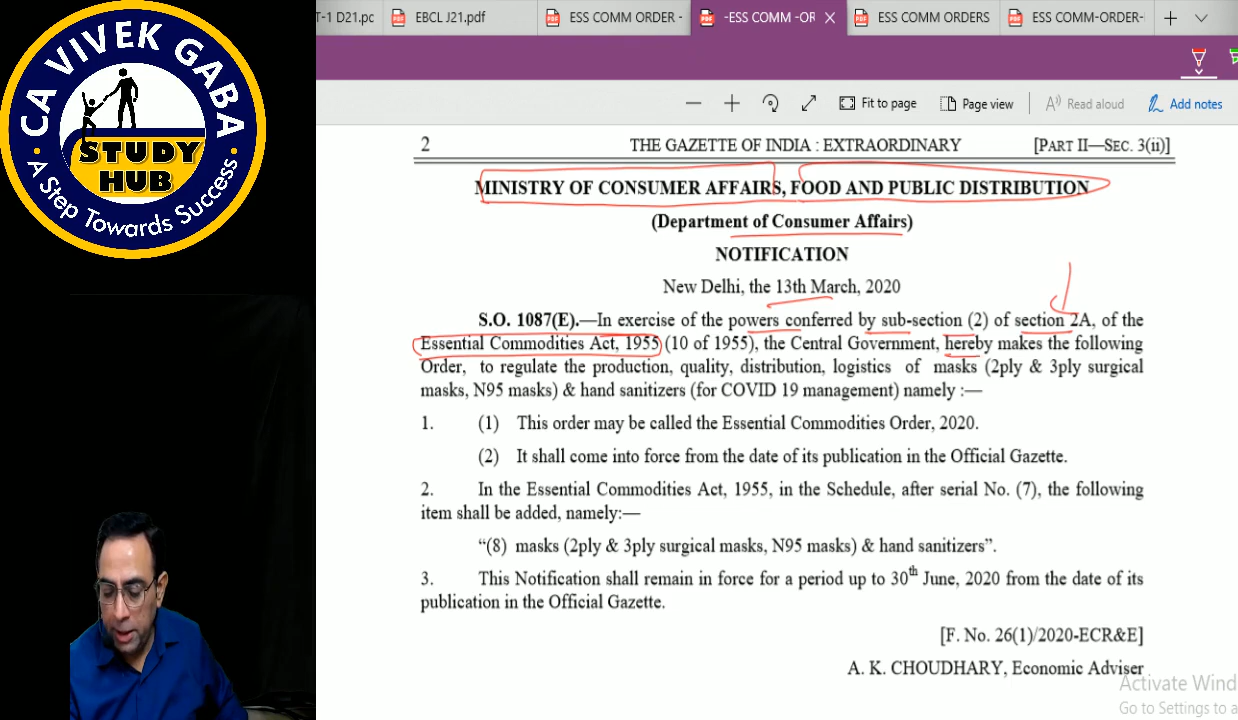 T-1 D21.pc
EBCL J21.pdf
ESS COMM ORDER -
-ESS COMM -OR
ESS COMM ORDERS
ESS COMM-ORDER-
Fit to page
Page view
Read aloud
Add notes
CA VIVEK GABA
STUDY
HUB
• A Step Towards Success •
2 THE GAZETTE OF INDIA : EXTRAORDINARY [PART II—SEC. 3(ii)]
MINISTRY OF CONSUMER AFFAIRS, FOOD AND PUBLIC DISTRIBUTION
(Department of Consumer Affairs)
NOTIFICATION
New Delhi, the 13th March, 2020
S.O. 1087(E).—In exercise of the powers conferred by sub-section (2) of section 2A, of the
Essential Commodities Act, 1955 (10 of 1955), the Central Government, hereby makes the following
Order, to regulate the production, quality, distribution, logistics of masks (2ply & 3ply surgical
masks, N95 masks) & hand sanitizers (for COVID 19 management) namely :—
1. (1) This order may be called the Essential Commodities Order, 2020.
(2) It shall come into force from the date of its publication in the Official Gazette.
2. In the Essential Commodities Act, 1955, in the Schedule, after serial No. (7), the following
item shall be added, namely:—
“(8) masks (2ply & 3ply surgical masks, N95 masks) & hand sanitizers”.
3. This Notification shall remain in force for a period up to 30th June, 2020 from the date of its
publication in the Official Gazette.
[F. No. 26(1)/2020-ECR&E]
A. K. CHOUDHARY, Economic Adviser
Activate Wind
Go to Settings to a